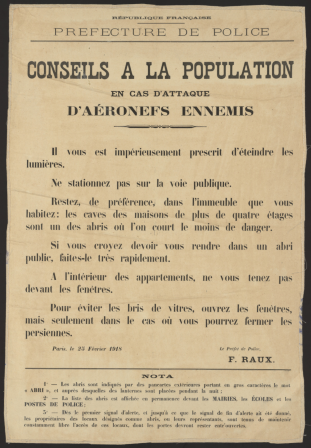 RÉPUBLIQUE FRANÇAISE
PREFECTURE DE POLICE
CONSEILS A LA POPULATION
EN CAS D'ATTAQUE
D'AÉRONEFS ENNEMIS
Il vous est impérieusement prescrit d'éteindre les
lumières.
Ne stationnez pas sur la voie publique.
Restez, de préférence, dans l'immeuble que vous
habitez: les caves des maisons de plus de quatre étages
sont un des abris où l'on court le moins de danger.
Si vous croyez devoir vous rendre dans un abri
public, faites-le très rapidement.
A l'intérieur des appartements, ne vous tenez pas
devant les fenêtres.
Pour éviter les bris de vitres, ouvrez les fenêtres,
mais seulement dans le cas où vous pourrez fermer les
persiennes.
Paris, le 25 Février 1918
Le Préfet de Police,
F. RAUX.
NOTA
1° — Les abris sont indiqués par des pancartes extérieures portant en gros caractères le mot
« ABRI », et auprès desquelles des lanternes sont placées pendant la nuit;
2° — La liste des abris est affichée en permanence devant les MAIRIES, les ÉCOLES et les
POSTES DE POLICE;
3° — Dès le premier signal d'alerte, et jusqu'à ce que le signal de fin d'alerte ait été donné,
les propriétaires des locaux désignés comme abris, ou leurs représentants, sont tenus de maintenir
constamment libre l'accès de ces locaux, dont les portes devront rester ouvertes.